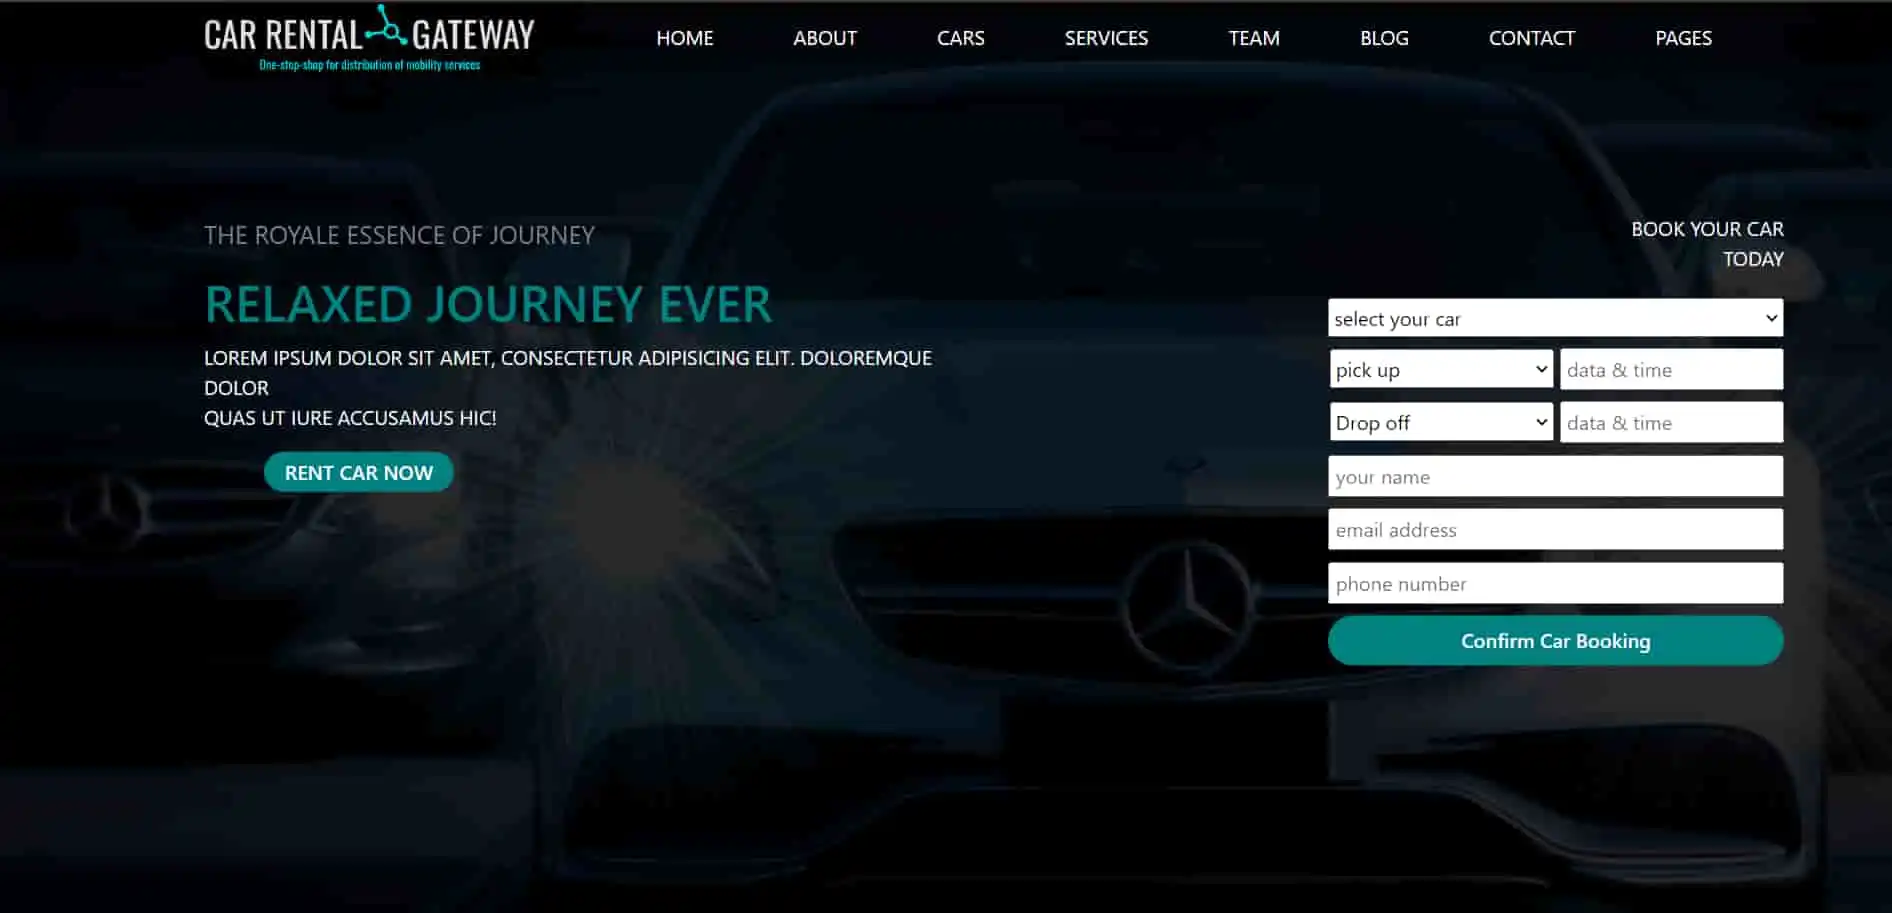 CAR RENTAL GATEWAY
One-stop-shop for distribution of mobility services
HOME ABOUT CARS SERVICES TEAM BLOG CONTACT PAGES
THE ROYALE ESSENCE OF JOURNEY
RELAXED JOURNEY EVER
LOREM IPSUM DOLOR SIT AMET, CONSECTETUR ADIPISICING ELIT. DOLOREMQUE
DOLOR
QUAS UT IURE ACCUSAMUS HIC!
RENT CAR NOW
BOOK YOUR CAR
TODAY
select your car
pick up data & time
Drop off data & time
your name
email address
phone number
Confirm Car Booking